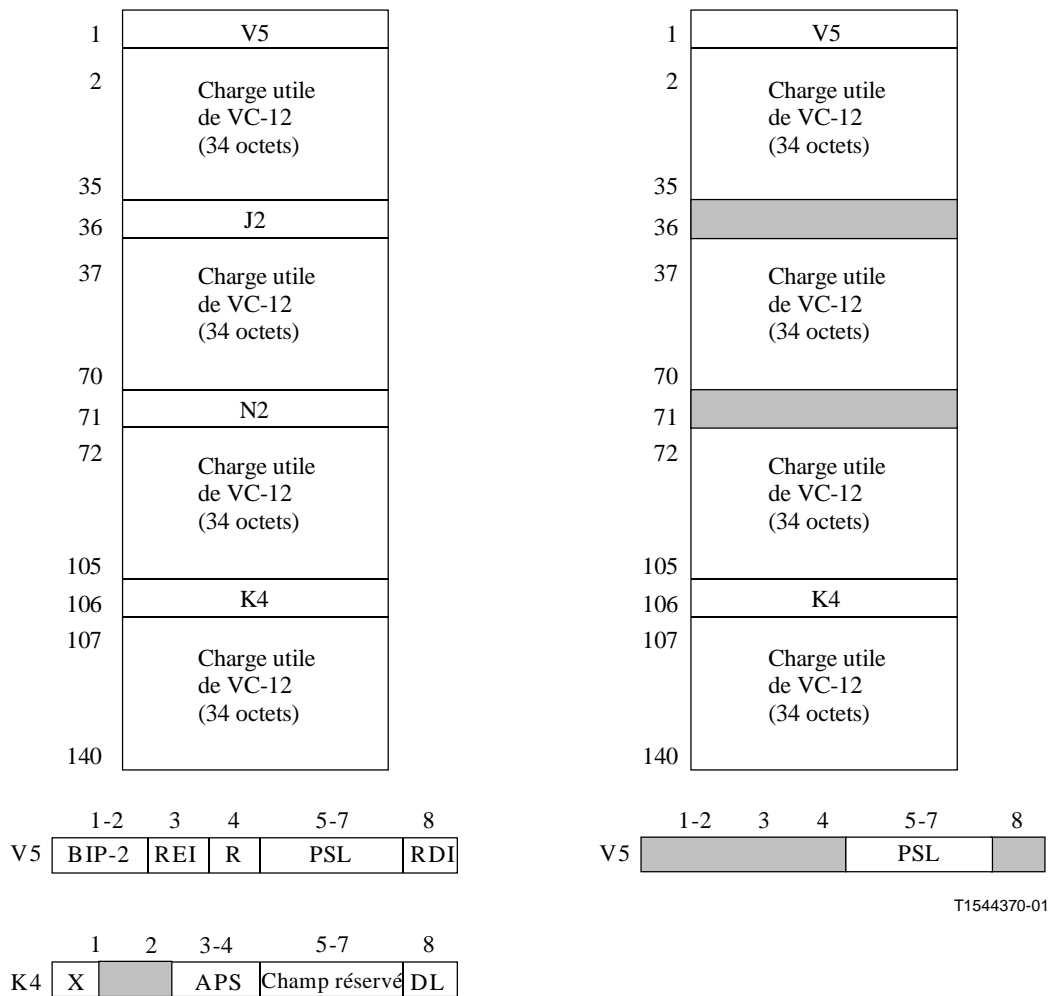 1 V5
2 Charge utile
de VC-12
(34 octets)
35
36 J2
37 Charge utile
de VC-12
(34 octets)
70
71 N2
72 Charge utile
de VC-12
(34 octets)
105
106 K4
107 Charge utile
de VC-12
(34 octets)
140
1 V5
2 Charge utile
de VC-12
(34 octets)
35
36
37 Charge utile
de VC-12
(34 octets)
70
71
72 Charge utile
de VC-12
(34 octets)
105
106 K4
107 Charge utile
de VC-12
(34 octets)
140
1-2 3 4 5-7 8
V5 BIP-2 REI R PSL RDI
1-2 3 4 5-7 8
V5 PSL
T1544370-01
1 2 3-4 5-7 8
K4 X APS Champ réservé DL